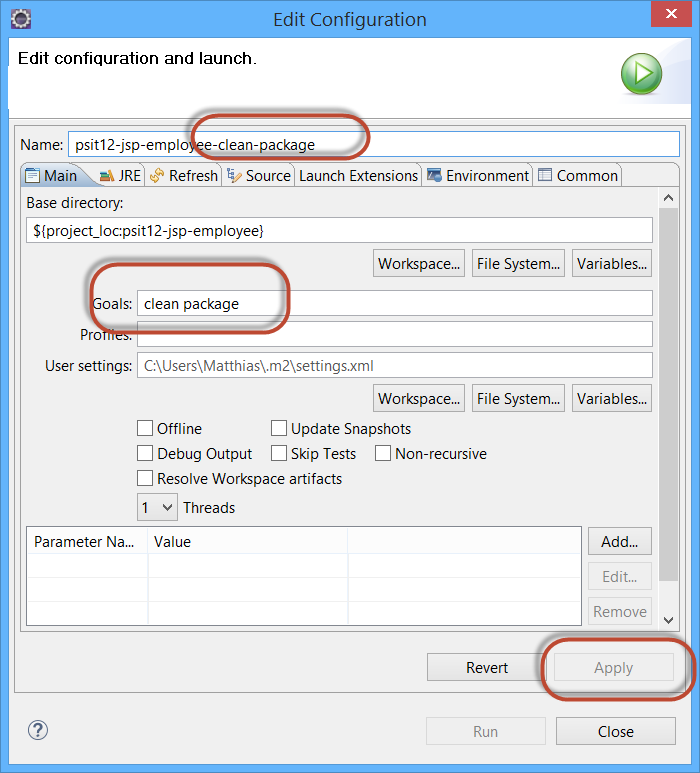 Edit Configuration
Edit configuration and launch.
Name: psit12-jsp-employee-clean-package
Main JRE Refresh Source Launch Extensions Environment Common
Base directory:
${project_loc:psit12-jsp-employee}
Workspace... File System... Variables...
Goals: clean package
Profiles:
User settings: C:\Users\Matthias\.m2\settings.xml
Workspace... File System... Variables...
Offline Update Snapshots
Debug Output Skip Tests Non-recursive
Resolve Workspace artifacts
1 Threads
Parameter Na... Value Add...
Edit...
Remove
Revert Apply
? Run Close